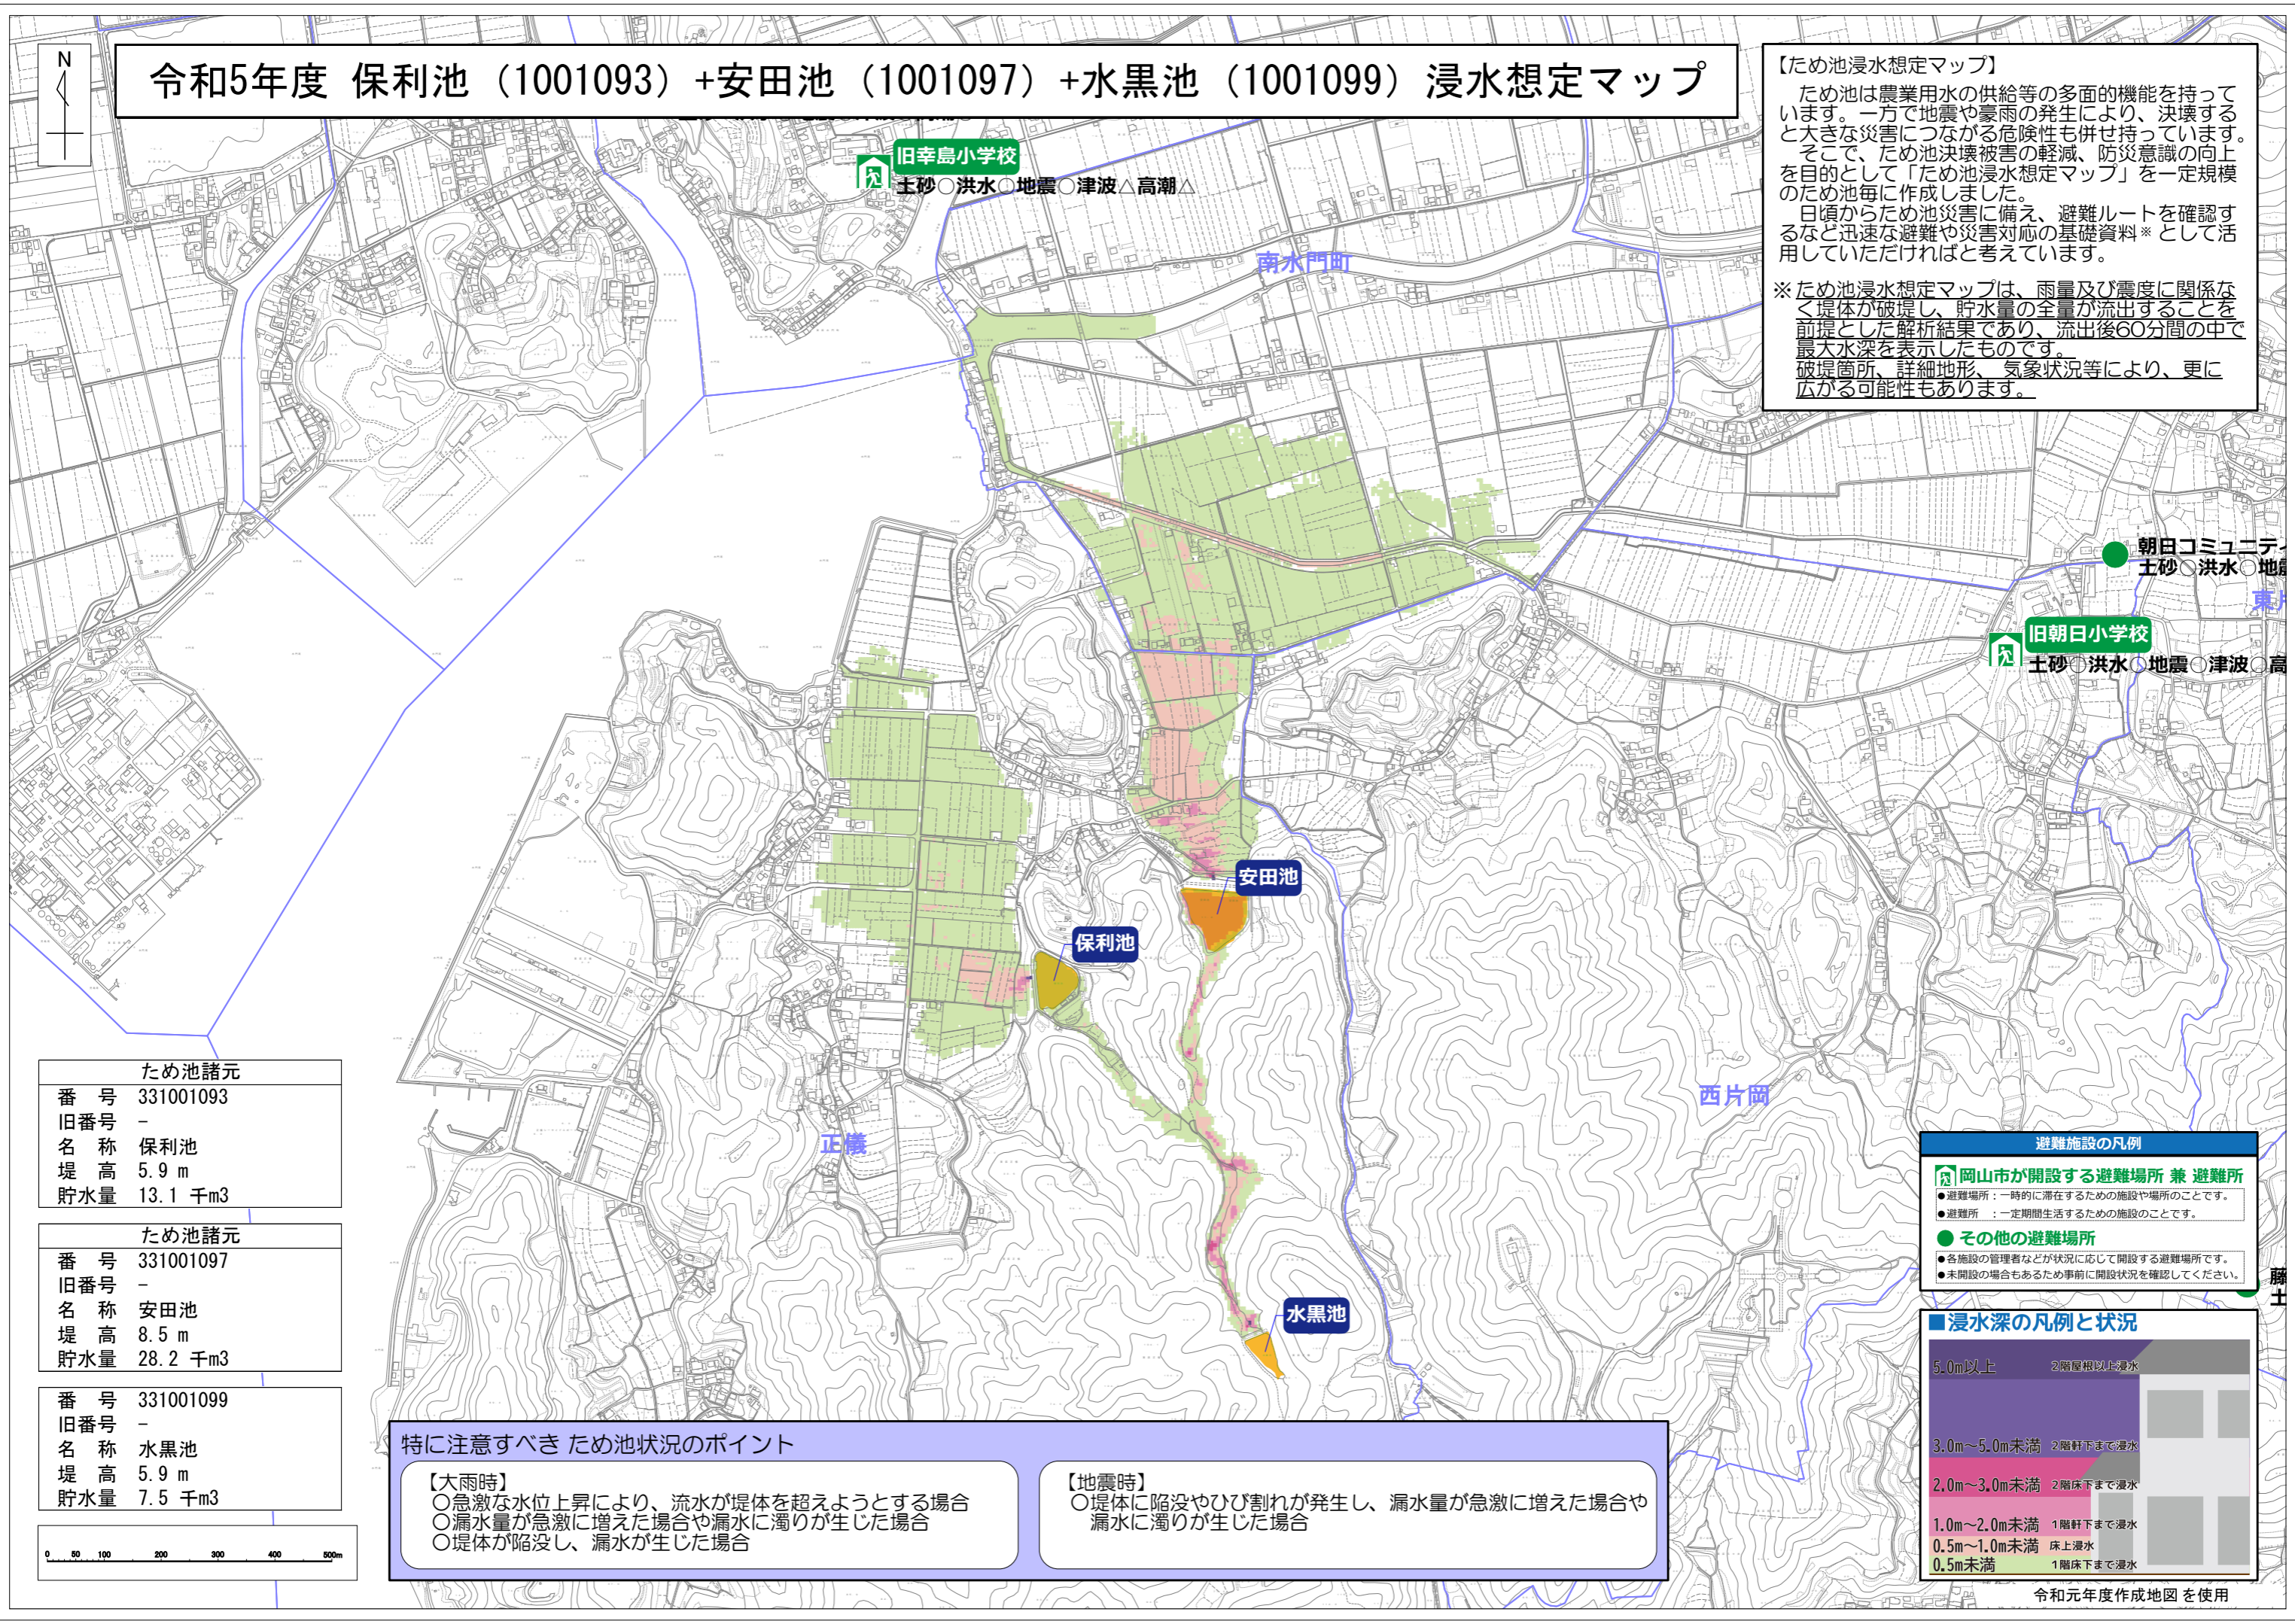 令和5年度 保利池（1001093）+安田池（1001097）+水黒池（1001099）浸水想定マップ
N
【ため池浸水想定マップ】
ため池は農業用水の供給等の多面的機能を持って
います。一方で地震や豪雨の発生により、決壊する
と大きな災害につながる危険性も併せ持っています。
そこで、ため池決壊被害の軽減、防災意識の向上
を目的として「ため池浸水想定マップ」を一定規模
のため池毎に作成しました。
日頃からため池災害に備え、避難ルートを確認す
るなど迅速な避難や災害対応の基礎資料※として活
用していただければと考えています。
※ため池浸水想定マップは、雨量及び震度に関係な
く堤体が破堤し、貯水量の全量が流出することを
前提とした解析結果であり、流出後60分間の中で
最大水深を表示したものです。
破堤箇所、詳細地形、 気象状況等により、更に
広がる可能性もあります。
旧幸島小学校
土砂○洪水○地震○津波△高潮△
南水門町
朝日コミュニティ
土砂○洪水○地震
東片
旧朝日小学校
土砂○洪水○地震○津波○高
安田池
保利池
西片岡
正儀
水黒池
藤
土
ため池諸元
番 号 331001093
旧番号 -
名 称 保利池
堤 高 5.9 m
貯水量 13.1 千m3
ため池諸元
番 号 331001097
旧番号 -
名 称 安田池
堤 高 8.5 m
貯水量 28.2 千m3
番 号 331001099
旧番号 -
名 称 水黒池
堤 高 5.9 m
貯水量 7.5 千m3
0 50 100 200 300 400 500m
特に注意すべき ため池状況のポイント
【大雨時】
○急激な水位上昇により、流水が堤体を超えようとする場合
○漏水量が急激に増えた場合や漏水に濁りが生じた場合
○堤体が陥没し、漏水が生じた場合
【地震時】
○堤体に陥没やひび割れが発生し、漏水量が急激に増えた場合や
漏水に濁りが生じた場合
避難施設の凡例
岡山市が開設する避難場所 兼 避難所
●避難場所：一時的に滞在するための施設や場所のことです。
●避難所 ：一定期間生活するための施設のことです。
● その他の避難場所
●各施設の管理者などが状況に応じて開設する避難場所です。
●未開設の場合もあるため事前に開設状況を確認してください。
■浸水深の凡例と状況
5.0m以上 2階屋根以上浸水
3.0m～5.0m未満 2階軒下まで浸水
2.0m～3.0m未満 2階床下まで浸水
1.0m～2.0m未満 1階軒下まで浸水
0.5m～1.0m未満 床上浸水
0.5m未満 1階床下まで浸水
令和元年度作成地図を使用